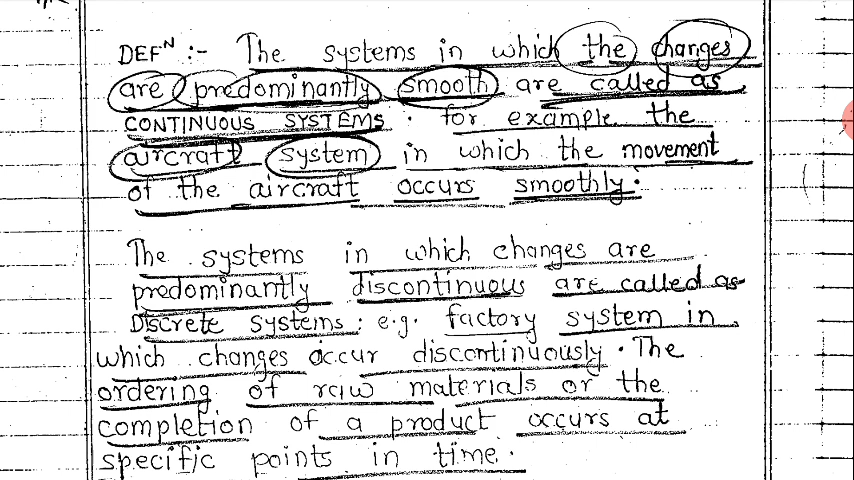 DEFN :- The systems in which the changes
are predominantly smooth are called as
CONTINUOUS SYSTEMS. for example the
aircraft system in which the movement
of the aircraft occurs smoothly.
The systems in which changes are
predominantly discontinuous are called as
DISCRETE systems: e.g. factory system in
which changes occur discontinuously. The
ordering of raw materials or the
completion of a product occurs at
specific points in time.